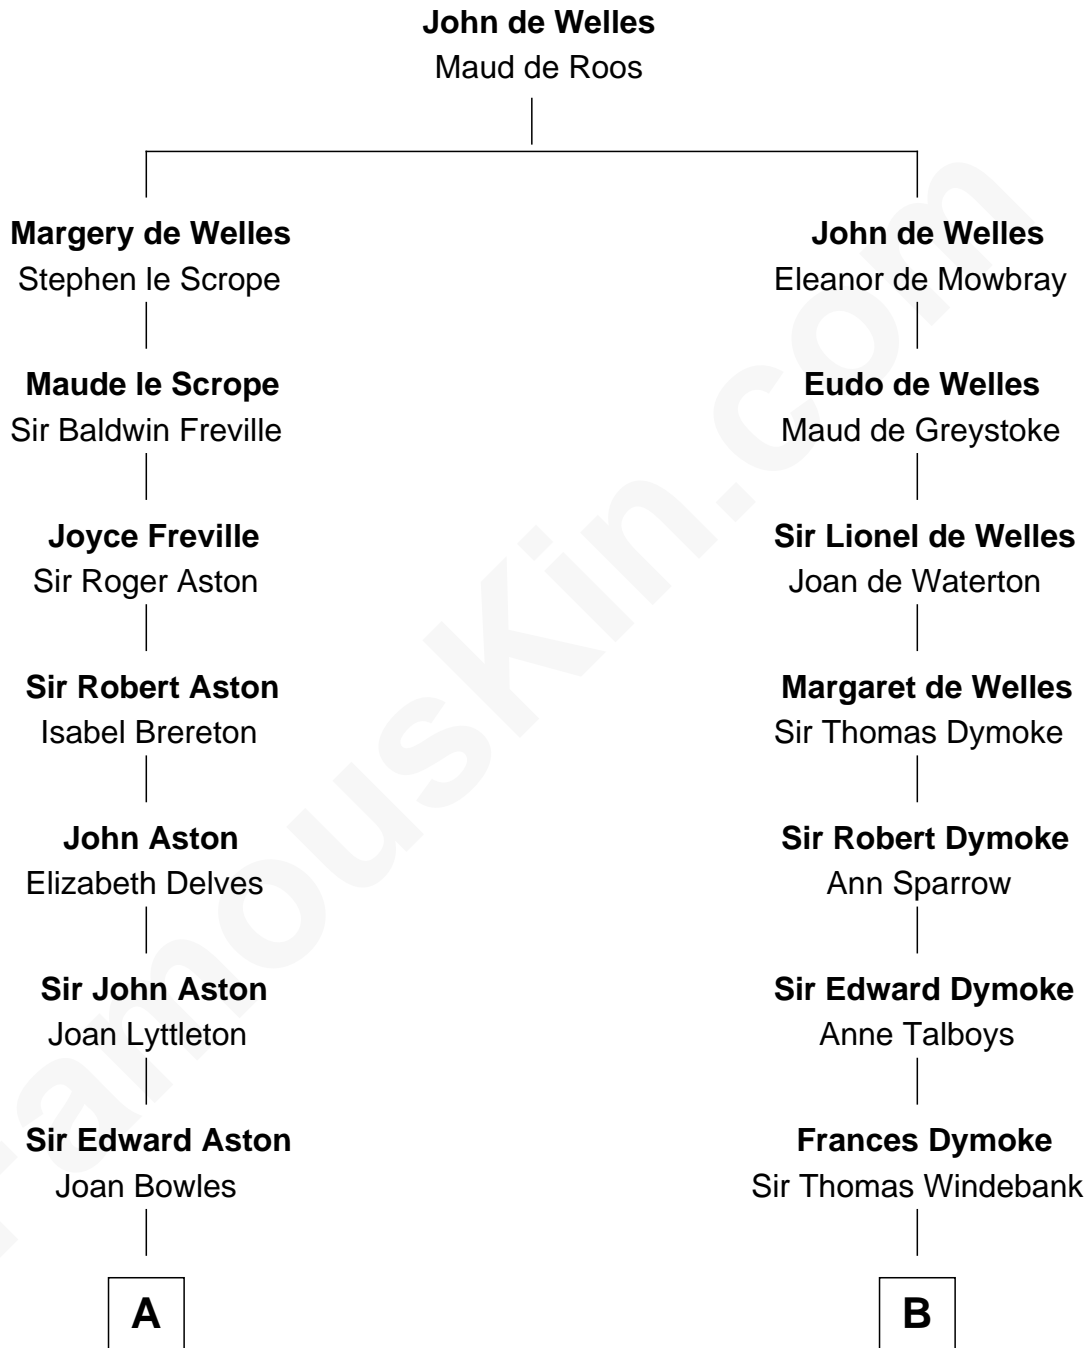 John de Welles
Maud de Roos
Margery de Welles
Stephen le Scrope
Maude le Scrope
Sir Baldwin Freville
Joyce Freville
Sir Roger Aston
Sir Robert Aston
Isabel Brereton
John Aston
Elizabeth Delves
Sir John Aston
Joan Lyttleton
Sir Edward Aston
Joan Bowles
A
John de Welles
Eleanor de Mowbray
Eudo de Welles
Maud de Greystoke
Sir Lionel de Welles
Joan de Waterton
Margaret de Welles
Sir Thomas Dymoke
Sir Robert Dymoke
Ann Sparrow
Sir Edward Dymoke
Anne Talboys
Frances Dymoke
Sir Thomas Windebank
B
FamousKin.com